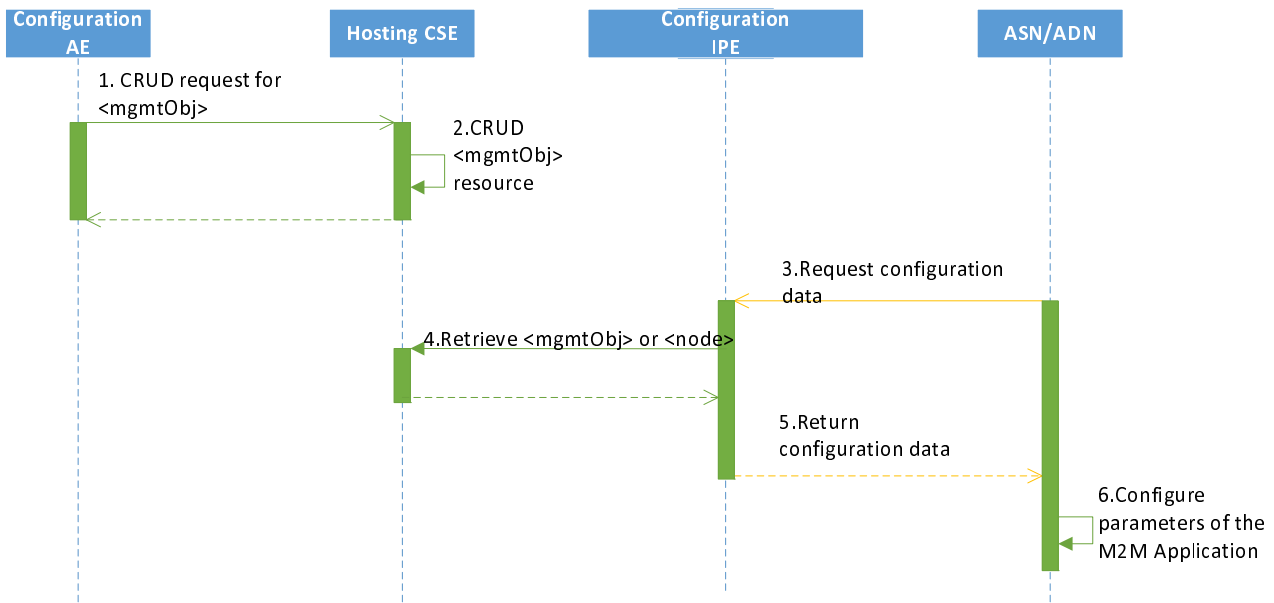 Configuration
AE
Hosting CSE
Configuration
IPE
ASN/ADN
1. CRUD request for
<mgmtObj>
2.CRUD
<mgmtObj>
resource
3.Request configuration
data
4.Retrieve <mgmtObj> or <node>
5.Return
configuration data
6.Configure
parameters of the
M2M Application